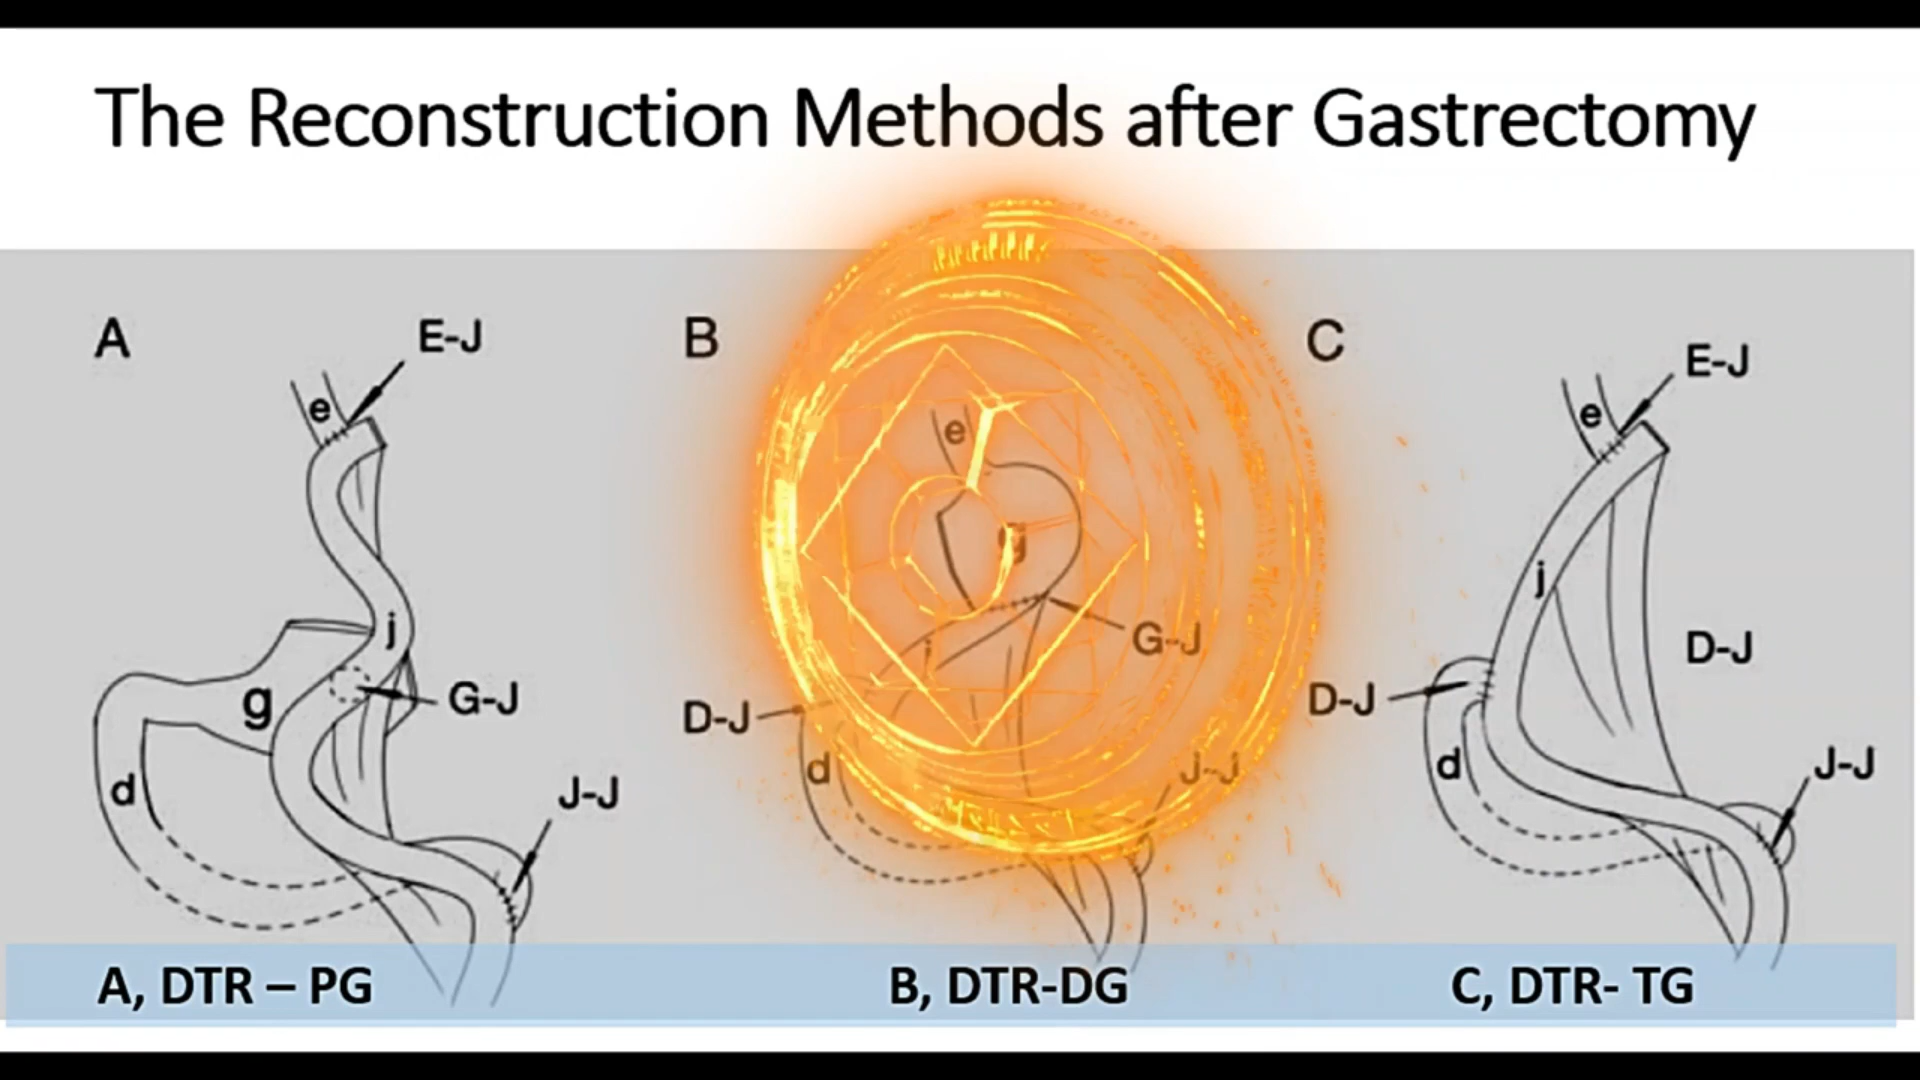 The Reconstruction Methods after Gastrectomy
A
E-J
e
j
g
G-J
d
J-J
B
e
g
j
G-J
D-J
d
J-J
C
E-J
e
j
D-J
D-J
d
J-J
A, DTR – PG
B, DTR-DG
C, DTR- TG